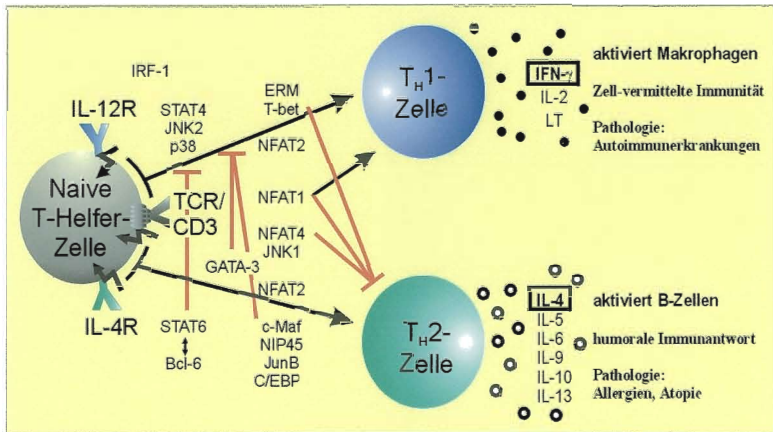 IRF-1
IL-12R
STAT4
JNK2
p38
ERM
T-bet
NFAT2
Naive
T-Helfer-
Zelle
TCR/
CD3
NFAT1
NFAT4
JNK1
GATA-3
NFAT2
IL-4R
STAT6
Bcl-6
c-Maf
NIP45
JunB
C/EBP
TH1-
Zelle
IFN-γ
IL-2
LT
aktiviert Makrophagen
Zell-vermittelte Immunität
Pathologie:
Autoimmunerkrankungen
TH2-
Zelle
IL-4
IL-5
IL-6
IL-9
IL-10
IL-13
aktiviert B-Zellen
humorale Immunantwort
Pathologie:
Allergien, Atopic